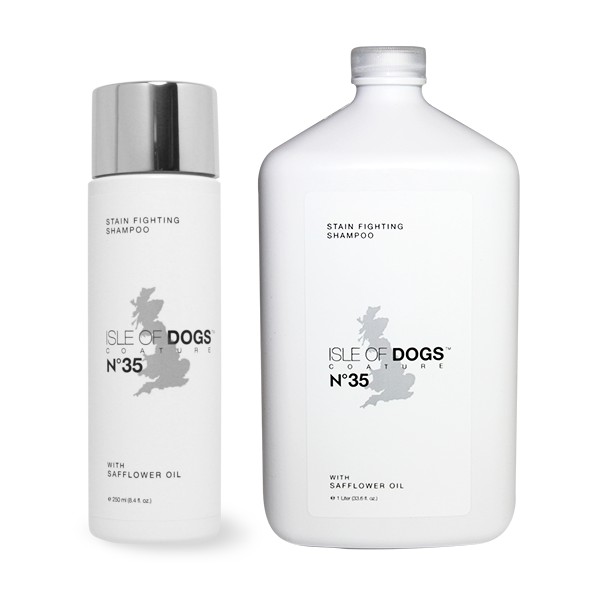 STAIN FIGHTING
SHAMPOO
ISLE OF DOGS™
COATURE
N°35
WITH
SAFFLOWER OIL
℮ 250 ml (8.4 fl. oz.)
STAIN FIGHTING
SHAMPOO
ISLE OF DOGS™
COATURE
N°35
WITH
SAFFLOWER OIL
℮ 1 Liter (33.6 fl. oz.)